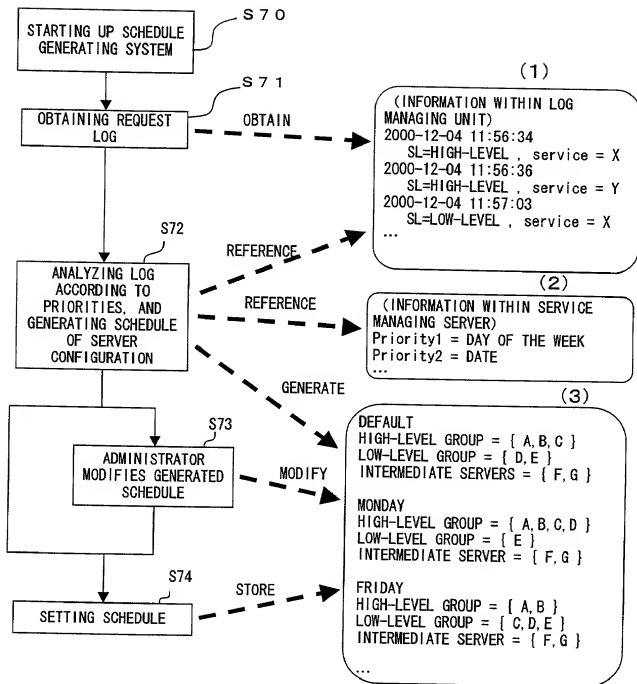 S70
STARTING UP SCHEDULE
GENERATING SYSTEM
S71
OBTAINING REQUEST
LOG
OBTAIN
(1)
(INFORMATION WITHIN LOG
MANAGING UNIT)
2000-12-04 11:56:34
SL=HIGH-LEVEL , service = X
2000-12-04 11:56:36
SL=HIGH-LEVEL , service = Y
2000-12-04 11:57:03
SL=LOW-LEVEL , service = X
...
S72
ANALYZING LOG
ACCORDING TO
PRIORITIES, AND
GENERATING SCHEDULE
OF SERVER
CONFIGURATION
REFERENCE
REFERENCE
(2)
(INFORMATION WITHIN SERVICE
MANAGING SERVER)
Priority1 = DAY OF THE WEEK
Priority2 = DATE
...
GENERATE
(3)
DEFAULT
HIGH-LEVEL GROUP = { A,B,C }
LOW-LEVEL GROUP = { D,E }
INTERMEDIATE SERVERS = { F,G }
MONDAY
HIGH-LEVEL GROUP = { A,B,C,D }
LOW-LEVEL GROUP = { E }
INTERMEDIATE SERVER = { F,G }
FRIDAY
HIGH-LEVEL GROUP = { A,B }
LOW-LEVEL GROUP = { C,D,E }
INTERMEDIATE SERVER = { F,G }
...
S73
ADMINISTRATOR
MODIFIES GENERATED
SCHEDULE
MODIFY
S74
SETTING SCHEDULE
STORE